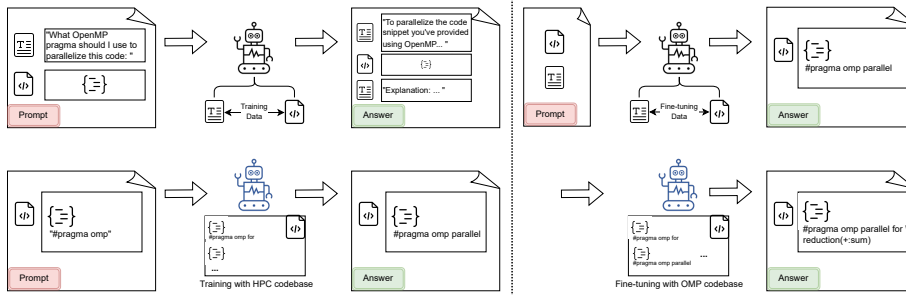 "What OpenMP
pragma should I use to
parallelize this code: "
Prompt
Training
Data
"To parallelize the code
snippet you've provided
using OpenMP... "
"Explanation: ... "
Answer
Prompt
Fine-tuning
Data
#pragma omp parallel
Answer
"#pragma omp"
Prompt
#pragma omp for
...
Training with HPC codebase
#pragma omp parallel
Answer
#pragma omp for
#pragma omp parallel
...
Fine-tuning with OMP codebase
#pragma omp parallel for "
reduction(+:sum)
Answer